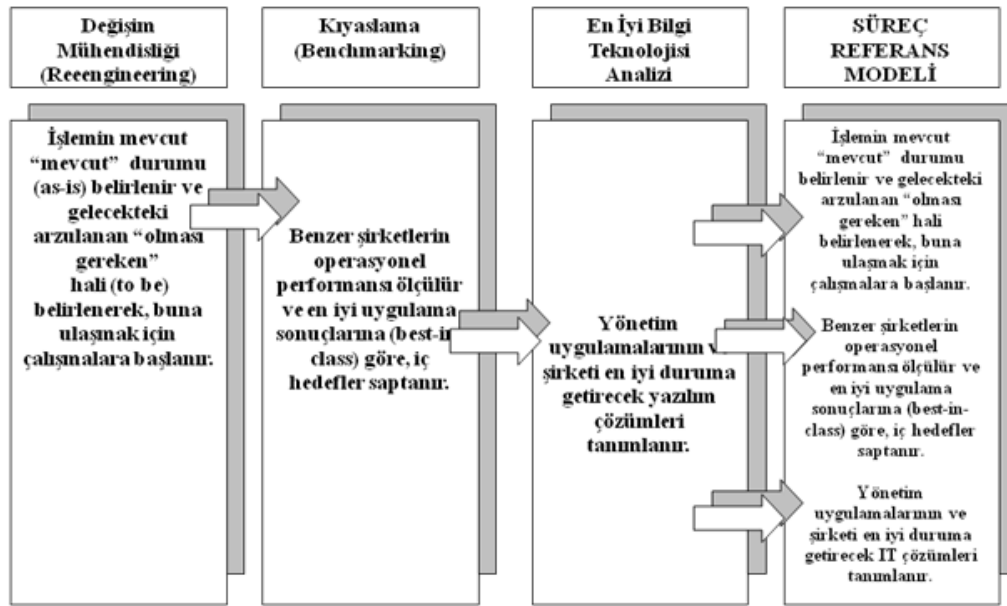 Değişim
Mühendisliği
(Reeengineering)
Kıyaslama
(Benchmarking)
En İyi Bilgi
Teknolojisi
Analizi
SÜREÇ
REFERANS
MODELİ
İşlemin mevcut
“mevcut” durumu
(as-is) belirlenir ve
gelecekteki
arzulanan “olması
gereken”
hali (to be)
belirlenerek, buna
ulaşmak için
çalışmalara başlanır.
Benzer şirketlerin
operasyonel
performansı ölçülür
ve en iyi uygulama
sonuçlarına (best-in-
class) göre, iç
hedefler saptanır.
Yönetim
uygulamalarının
şirketi en iyi duruma
getirecek yazılım
çözümleri
tanımlanır.
İşlemin mevcut
“mevcut” durumu
belirlenir ve gelecekteki
arzulanan “olması
gereken” hali
belirlenerek, buna
ulaşmak için
çalışmalara başlanır.
Benzer şirketlerin
operasyonel
performansı ölçülür ve
en iyi uygulama
sonuçlarına (best-in-
class) göre, iç hedefler
saptanır.
Yönetim
uygulamalarının ve
şirketi en iyi duruma
getirecek IT çözümleri
tanımlanır.